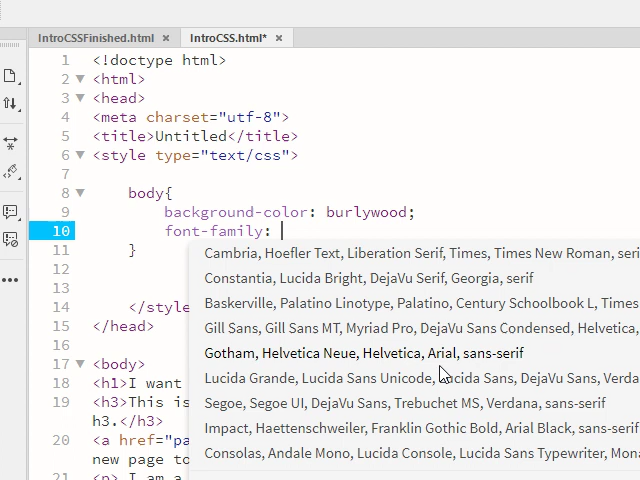 IntroCSSFinished.html × IntroCSS.html* ×
1 <!doctype html>
2 ▼ <html>
3 ▼ <head>
4 <meta charset="utf-8">
5 <title>Untitled</title>
6 ▼ <style type="text/css">
7
8 ▼ body{
9 background-color: burlywood;
10 font-family:
11 }
12
13
14 </style
15 </head>
16
17 ▼ <body>
18 <h1>I want
19 <h3>This is
h3.</h3>
20 <a href="pa
new page to
21 <p> I am a
Cambria, Hoefler Text, Liberation Serif, Times, Times New Roman, seri
Constantia, Lucida Bright, DejaVu Serif, Georgia, serif
Baskerville, Palatino Linotype, Palatino, Century Schoolbook L, Times
Gill Sans, Gill Sans MT, Myriad Pro, DejaVu Sans Condensed, Helvetica,
Gotham, Helvetica Neue, Helvetica, Arial, sans-serif
Lucida Grande, Lucida Sans Unicode, Lucida Sans, DejaVu Sans, Verda
Segoe, Segoe UI, DejaVu Sans, Trebuchet MS, Verdana, sans-serif
Impact, Haettenschweiler, Franklin Gothic Bold, Arial Black, sans-serif
Consolas, Andale Mono, Lucida Console, Lucida Sans Typewriter, Mona